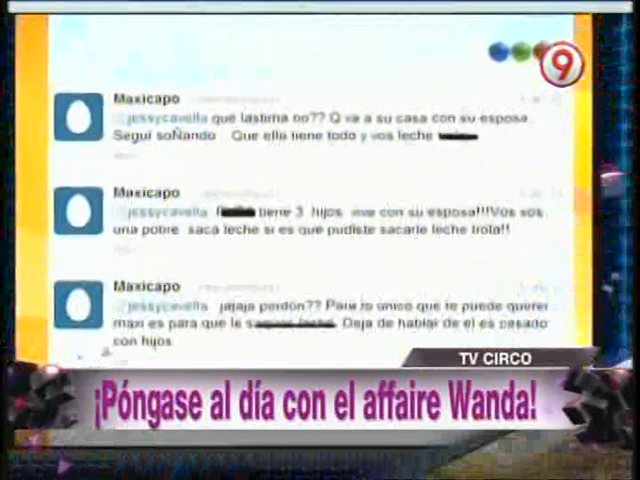 9
Maxicapo
@jessycavella que lastima no?? Q va a su casa con su esposa
Segui soÑando Que ella tiene todo y vos leche
Maxicapo
@jessycavella tiene 3 hijos vive con su esposa!!!Vos sos
una pobre saca leche si es que pudiste sacarle leche trola!!
Maxicapo
@jessycavella jajaja perdón?? Para lo unico que te puede querer
maxi es para que le Deja de hablar de el es casado
con hijos
TV CIRCO
¡Póngase al día con el affaire Wanda!